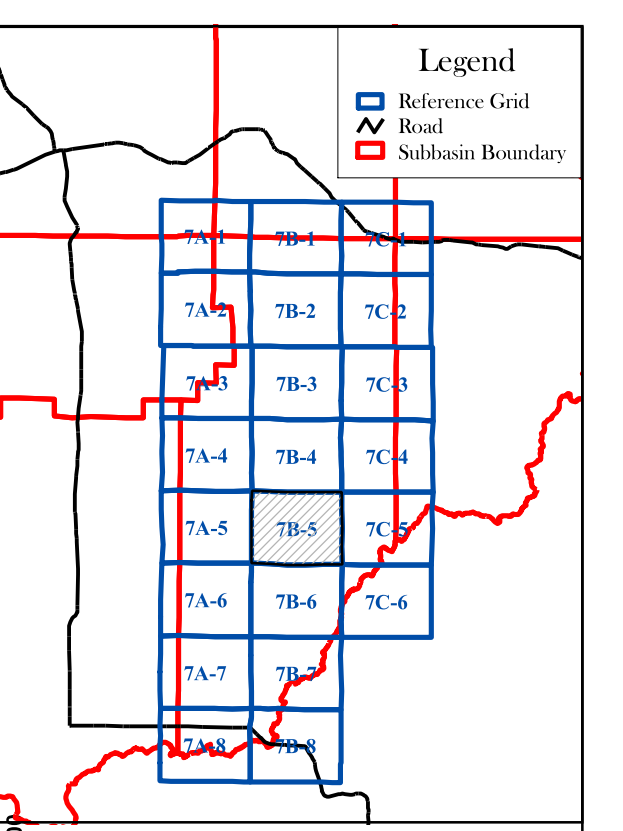 Legend
Reference Grid
Road
Subbasin Boundary
7A-1 7B-1 7C-1
7A-2 7B-2 7C-2
7A-3 7B-3 7C-3
7A-4 7B-4 7C-4
7A-5 7B-5 7C-5
7A-6 7B-6 7C-6
7A-7 7B-7
7A-8 7B-8